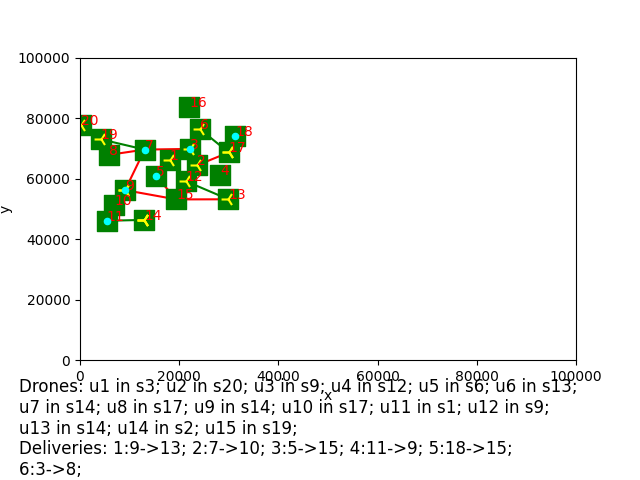 100000
80000
60000
40000
20000
0
0 20000 40000 60000 80000 100000
x
y
16
18
19
12
13
14
Drones: u1 in s3; u2 in s20; u3 in s9; u4 in s12; u5 in s6; u6 in s13;
u7 in s14; u8 in s17; u9 in s14; u10 in s17; u11 in s1; u12 in s9;
u13 in s14; u14 in s2; u15 in s19;
Deliveries: 1:9->13; 2:7->10; 3:5->15; 4:11->9; 5:18->15;
6:3->8;